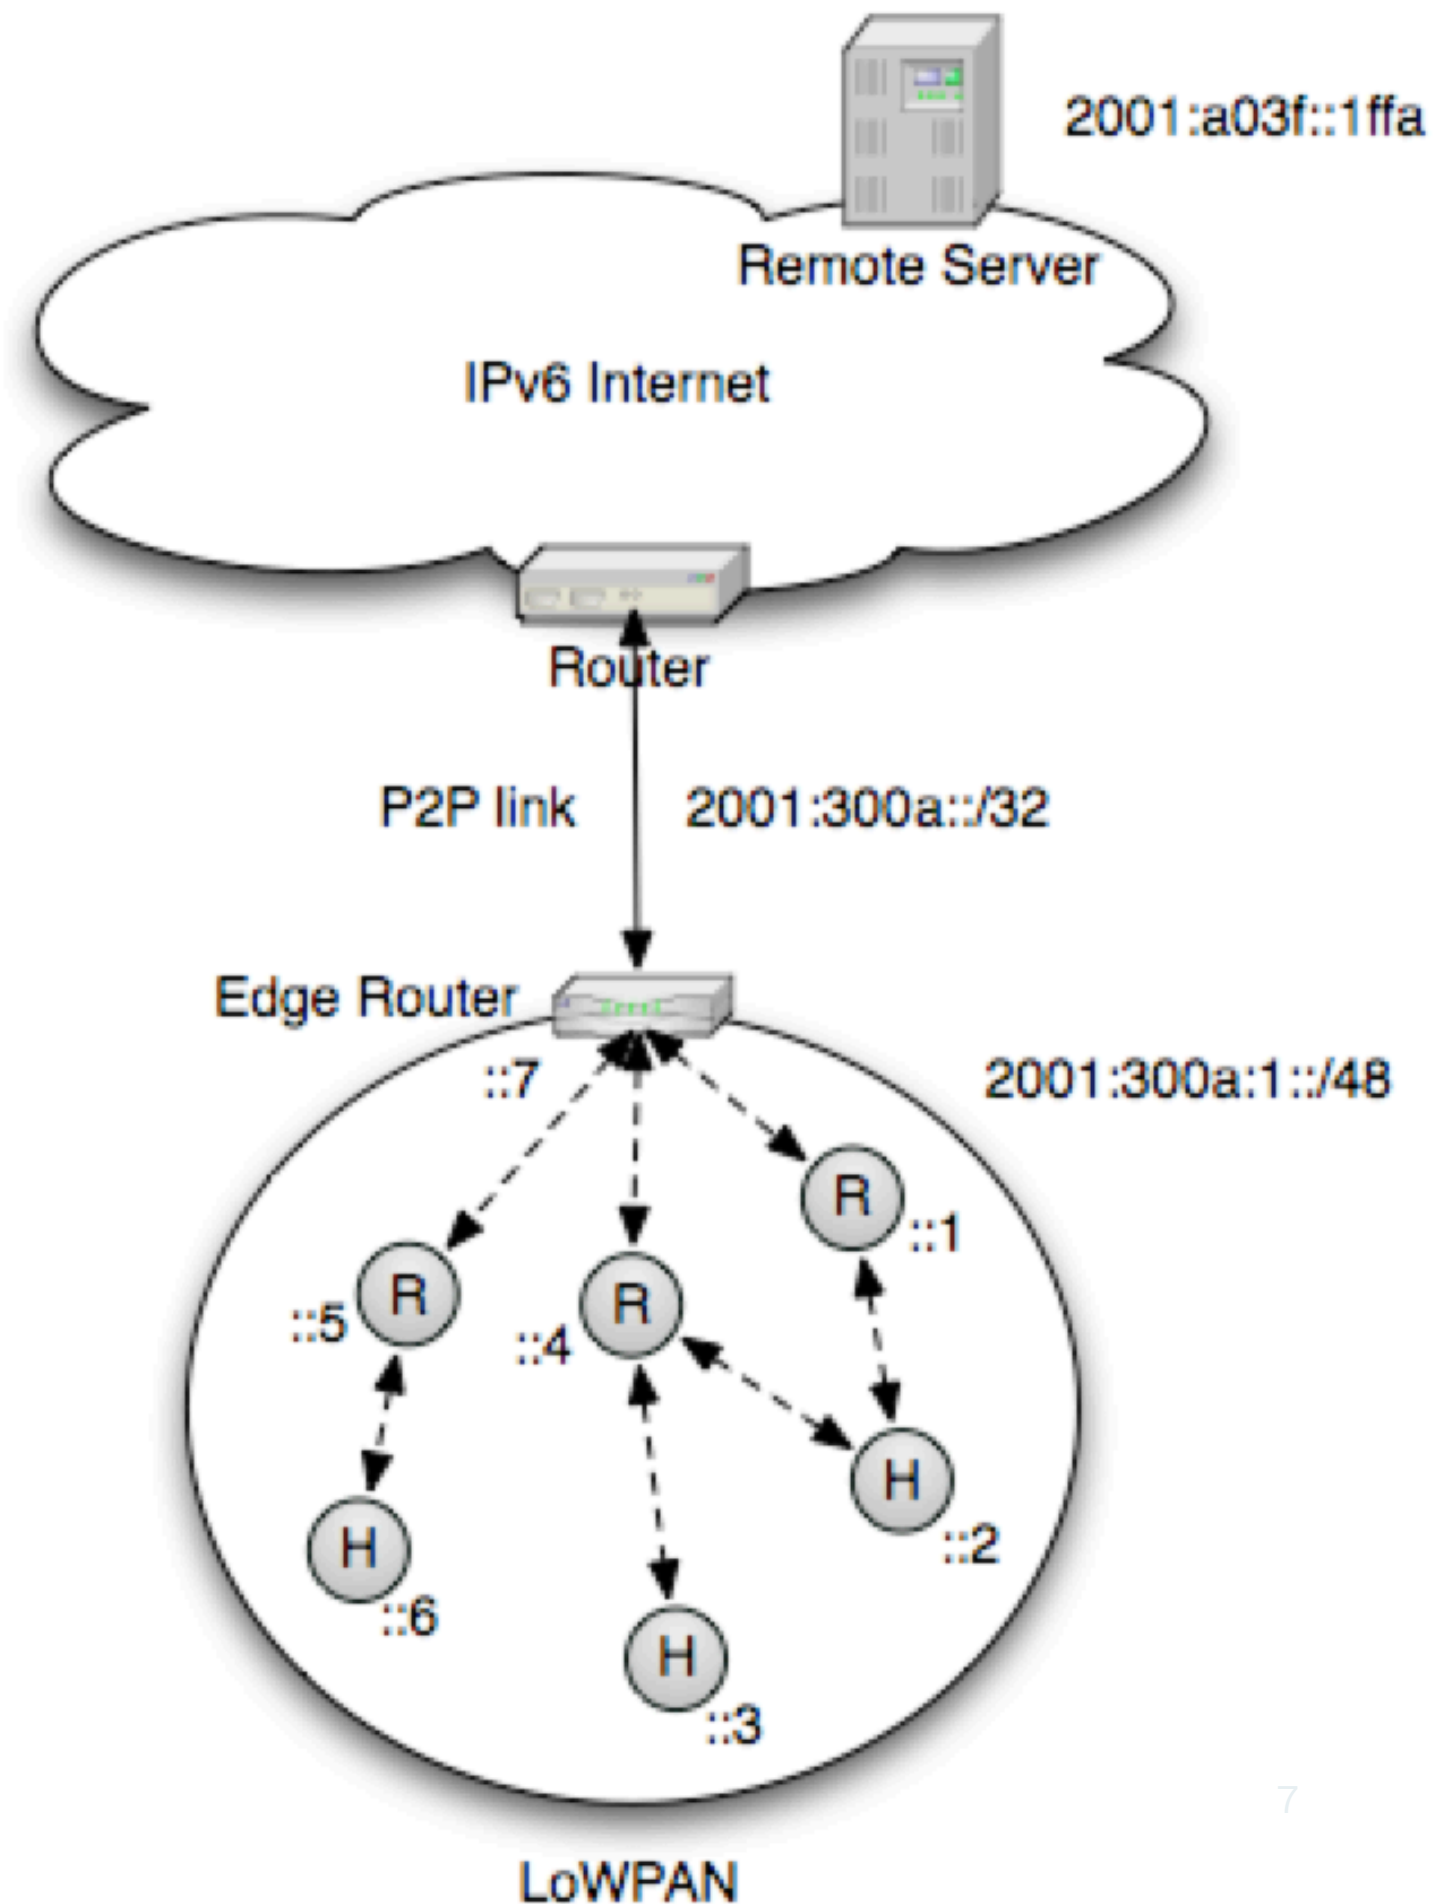 2001:a03f::1ffa
Remote Server
IPv6 Internet
Router
P2P link
2001:300a::/32
Edge Router
::7
2001:300a:1::/48
R
::1
R
::5
R
::4
H
::2
H
::6
H
::3
7
LoWPAN